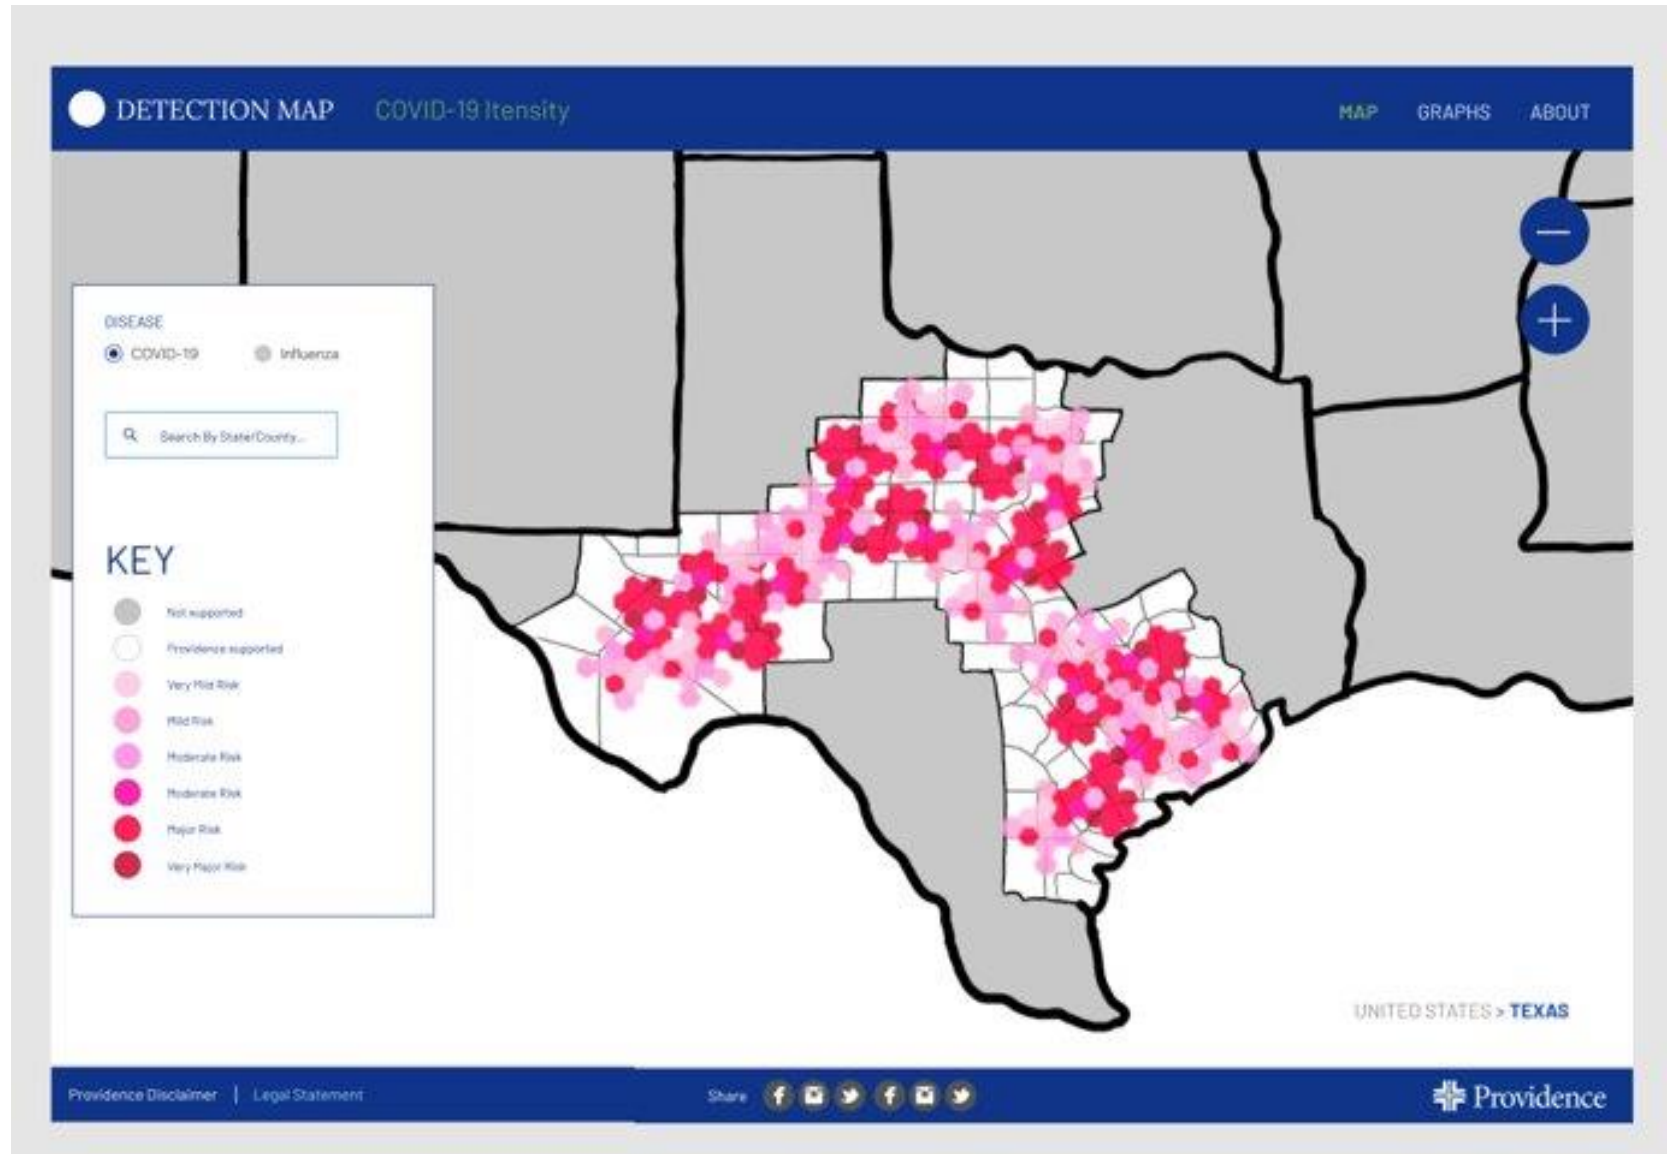 DETECTION MAP COVID-19 Itensity MAP GRAPHS ABOUT
DISEASE
COVID-19 Influenza
Search By State/County...
KEY
Not supported
Providence supported
Very Mild Risk
Mild Risk
Moderate Risk
Moderate Risk
Major Risk
Very Major Risk
UNITED STATES > TEXAS
Providence Disclaimer | Legal Statement Share Providence